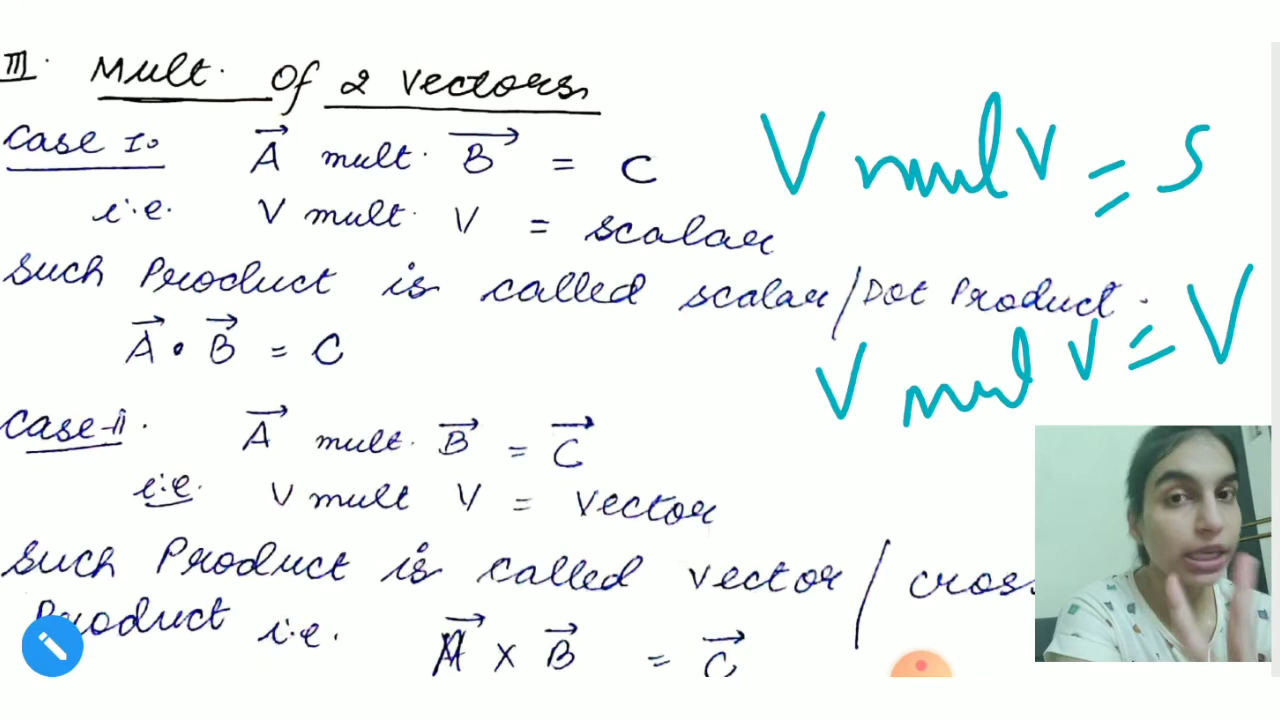 III. Mult. Of 2 vectors
Case I. A mult. B = C
V mul V = S
i.e. V mult. V = scalar
Such Product is called scalar/Dot Product.
A • B = C
V mul V = V
Case-II. A mult. B = C
i.e. V mult V = vector
Such Product is called vector / cross
Product i.e. A x B = C